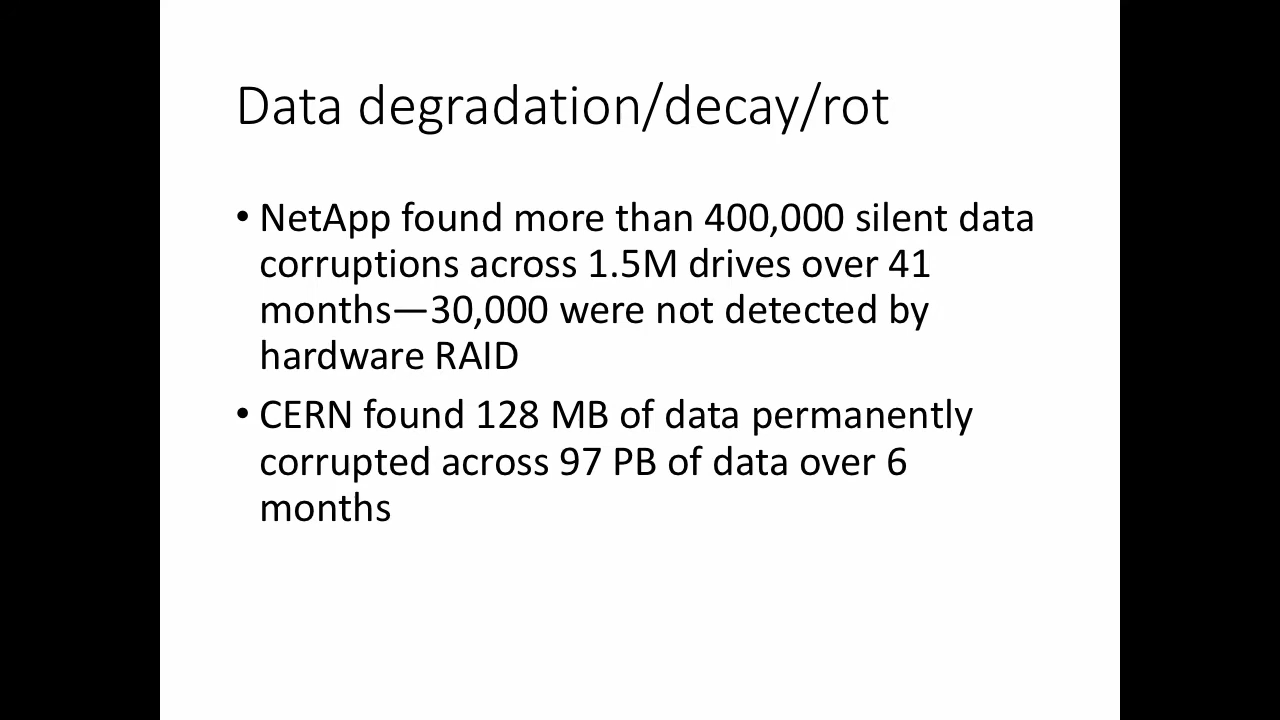 Data degradation/decay/rot
• NetApp found more than 400,000 silent data
corruptions across 1.5M drives over 41
months—30,000 were not detected by
hardware RAID
• CERN found 128 MB of data permanently
corrupted across 97 PB of data over 6
months